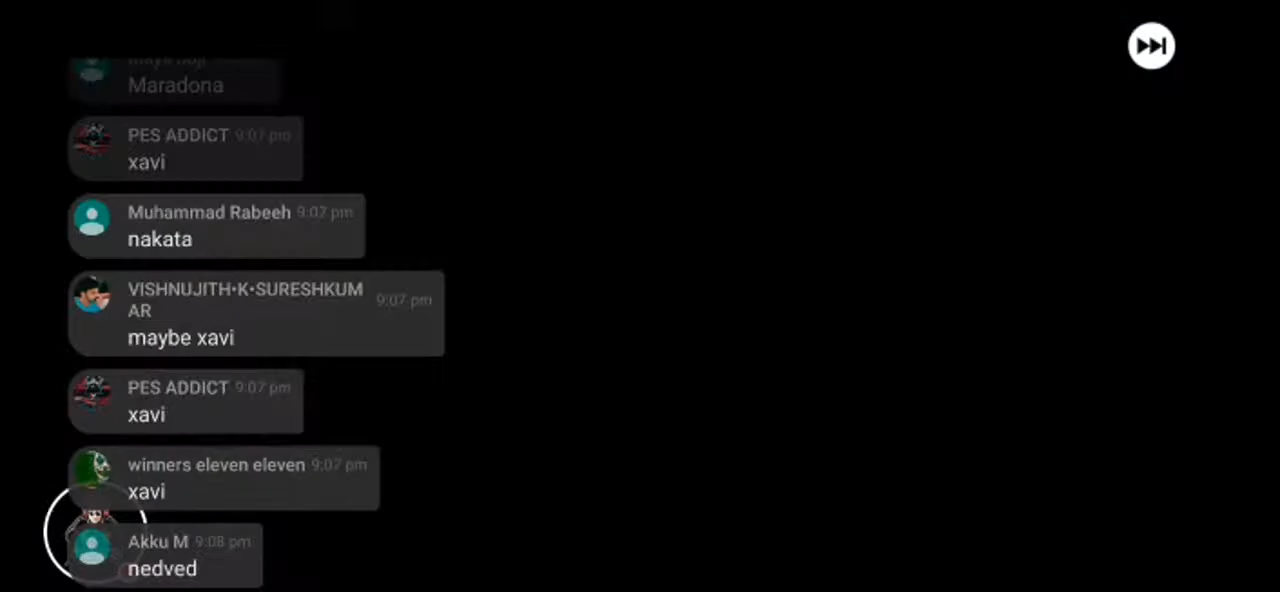 Maradona
PES ADDICT 9:07 pm
xavi
Muhammad Rabeeh 9:07 pm
nakata
VISHNUJITH•K•SURESHKUM
AR 9:07 pm
maybe xavi
PES ADDICT 9:07 pm
xavi
winners eleven eleven 9:07 pm
xavi
Akku M 9:08 pm
nedved